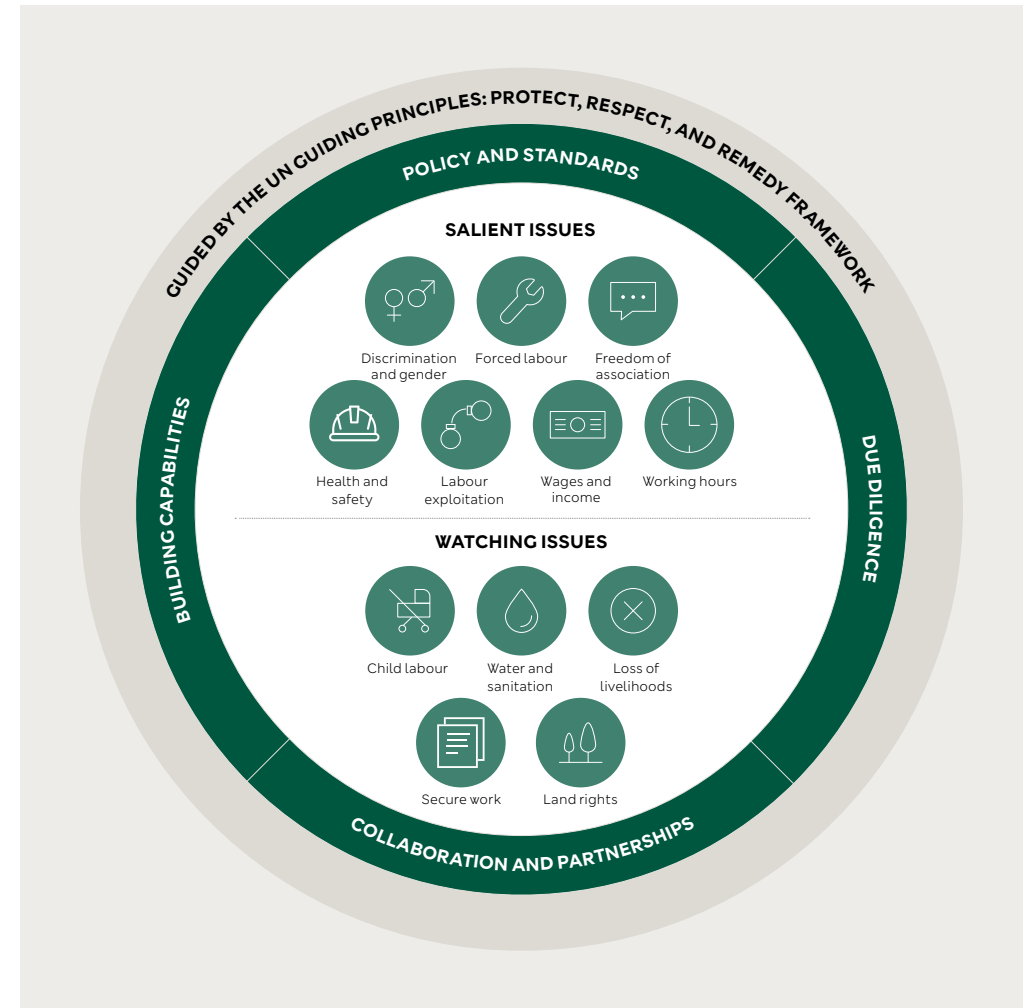 GUIDED BY THE UN GUIDING PRINCIPLES: PROTECT, RESPECT, AND REMEDY FRAMEWORK
POLICY AND STANDARDS
SALIENT ISSUES
Discrimination
and gender
Forced labour
Freedom of
association
Health and
safety
Labour
exploitation
Wages and
income
Working hours
BUILDING CAPABILITIES
DUE DILIGENCE
WATCHING ISSUES
Child labour
Water and
sanitation
Loss of
livelihoods
Secure work
Land rights
COLLABORATION AND PARTNERSHIPS